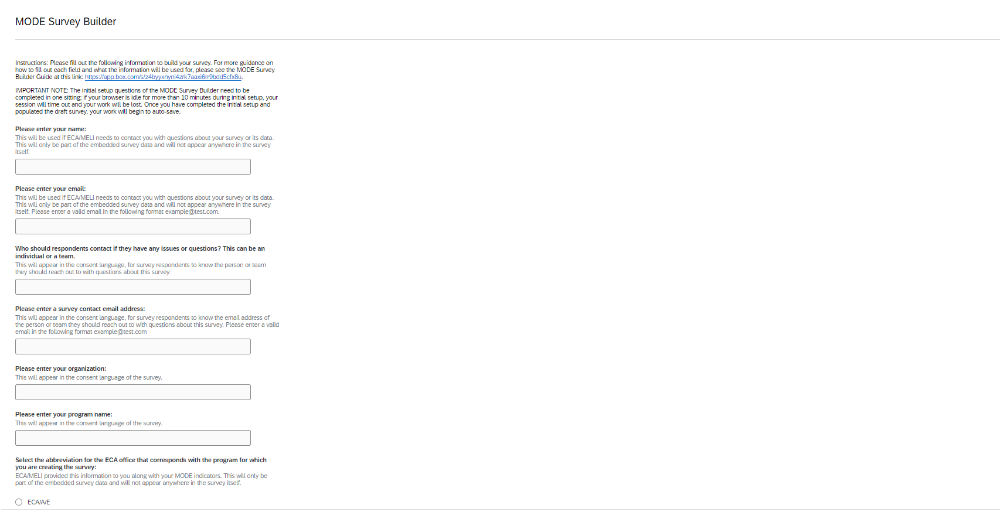 MODE Survey Builder
Instructions: Please fill out the following information to build your survey. For more guidance on
how to fill out each field and what the information will be used for, please see the MODE Survey
Builder Guide at this link: https://app.box.com/s/z4byyxnyni4zrk7aaxi6rr9bdd5cfx8u.
IMPORTANT NOTE: The initial setup questions of the MODE Survey Builder need to be
completed in one sitting; if your browser is idle for more than 10 minutes during initial setup, your
session will time out and your work will be lost. Once you have completed the initial setup and
populated the draft survey, your work will begin to auto-save.
Please enter your name:
This will be used if ECA/MELI needs to contact you with questions about your survey or its data.
This will only be part of the embedded survey data and will not appear anywhere in the survey
itself.
Please enter your email:
This will be used if ECA/MELI needs to contact you with questions about your survey or its data.
This will only be part of the embedded survey data and will not appear anywhere in the survey
itself. Please enter a valid email in the following format example@test.com.
Who should respondents contact if they have any issues or questions? This can be an
individual or a team.
This will appear in the consent language, for survey respondents to know the person or team
they should reach out to with questions about this survey.
Please enter a survey contact email address:
This will appear in the consent language, for survey respondents to know the email address of
the person or team they should reach out to with questions about this survey. Please enter a valid
email in the following format example@test.com
Please enter your organization:
This will appear in the consent language of the survey.
Please enter your program name:
This will appear in the consent language of the survey.
Select the abbreviation for the ECA office that corresponds with the program for which
you are creating the survey:
ECA/MELI provided this information to you along with your MODE indicators. This will only be
part of the embedded survey data and will not appear anywhere in the survey itself.
ECA/A/E